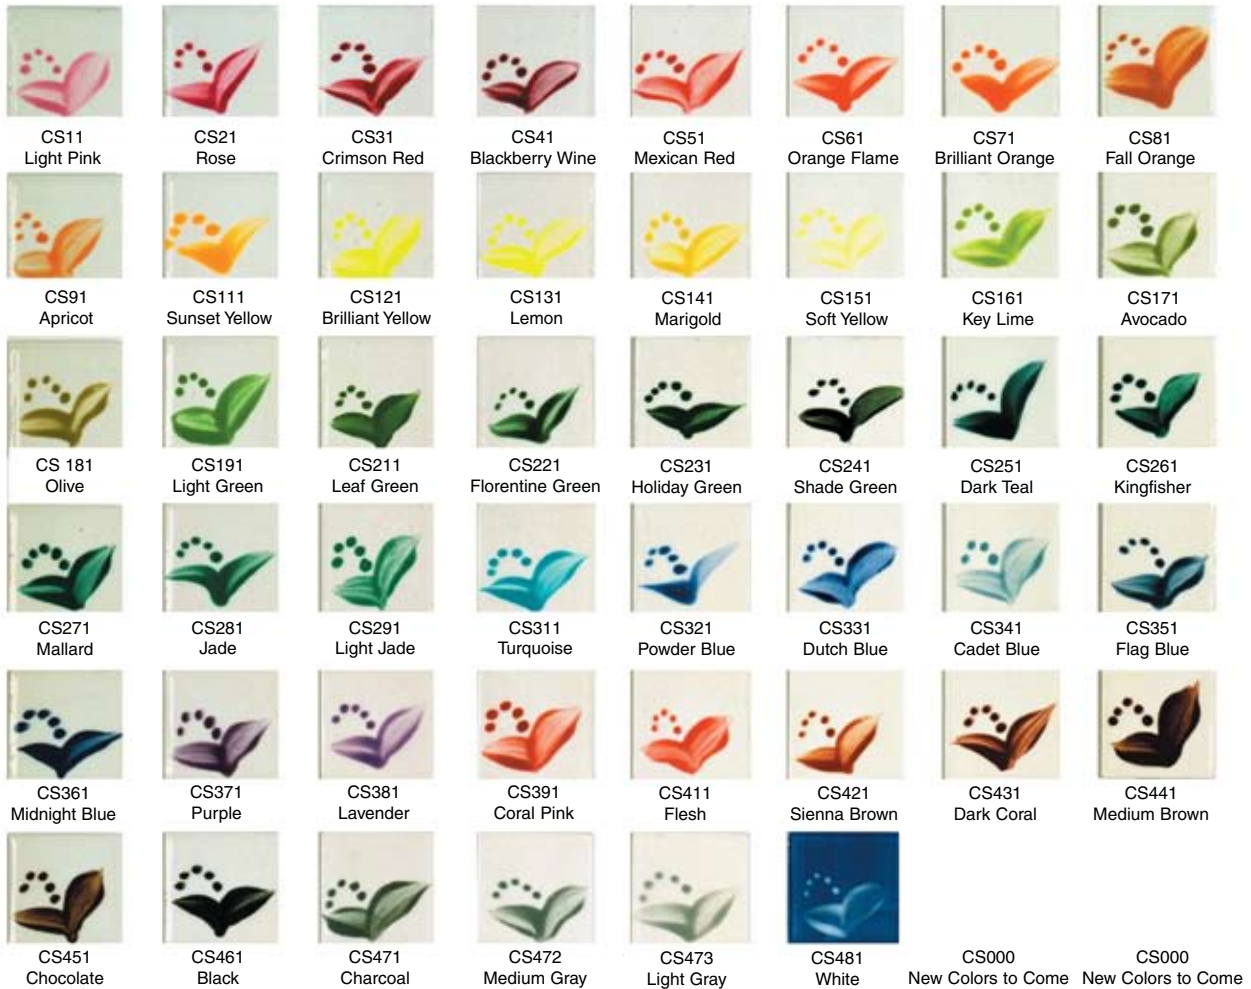 CS11 CS21 CS31 CS41 CS51 CS61 CS71 CS81
Light Pink Rose Crimson Red Blackberry Wine Mexican Red Orange Flame Brilliant Orange Fall Orange
CS91 CS111 CS121 CS131 CS141 CS151 CS161 CS171
Apricot Sunset Yellow Brilliant Yellow Lemon Marigold Soft Yellow Key Lime Avocado
CS 181 CS191 CS211 CS221 CS231 CS241 CS251 CS261
Olive Light Green Leaf Green Florentine Green Holiday Green Shade Green Dark Teal Kingfisher
CS271 CS281 CS291 CS311 CS321 CS331 CS341 CS351
Mallard Jade Light Jade Turquoise Powder Blue Dutch Blue Cadet Blue Flag Blue
CS361 CS371 CS381 CS391 CS411 CS421 CS431 CS441
Midnight Blue Purple Lavender Coral Pink Flesh Sienna Brown Dark Coral Medium Brown
CS451 CS461 CS471 CS472 CS473 CS481 CS000 CS000
Chocolate Black Charcoal Medium Gray Light Gray White New Colors to Come New Colors to Come